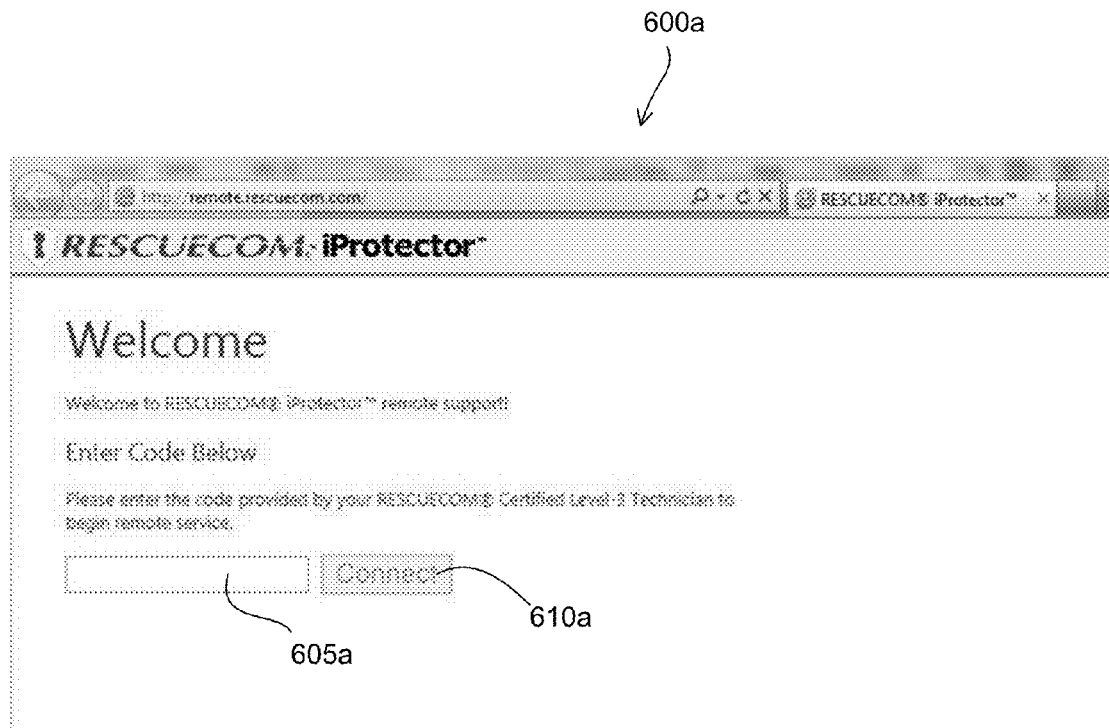 600a
http://remote.rescuecom.com/
RESCUECOM® iProtector™
RESCUECOM® iProtector™
Welcome
Welcome to RESCUECOM® iProtector™ remote support!
Enter Code Below
Please enter the code provided by your RESCUECOM® Certified Level-3 Technician to
begin remote service.
Connect
610a
605a